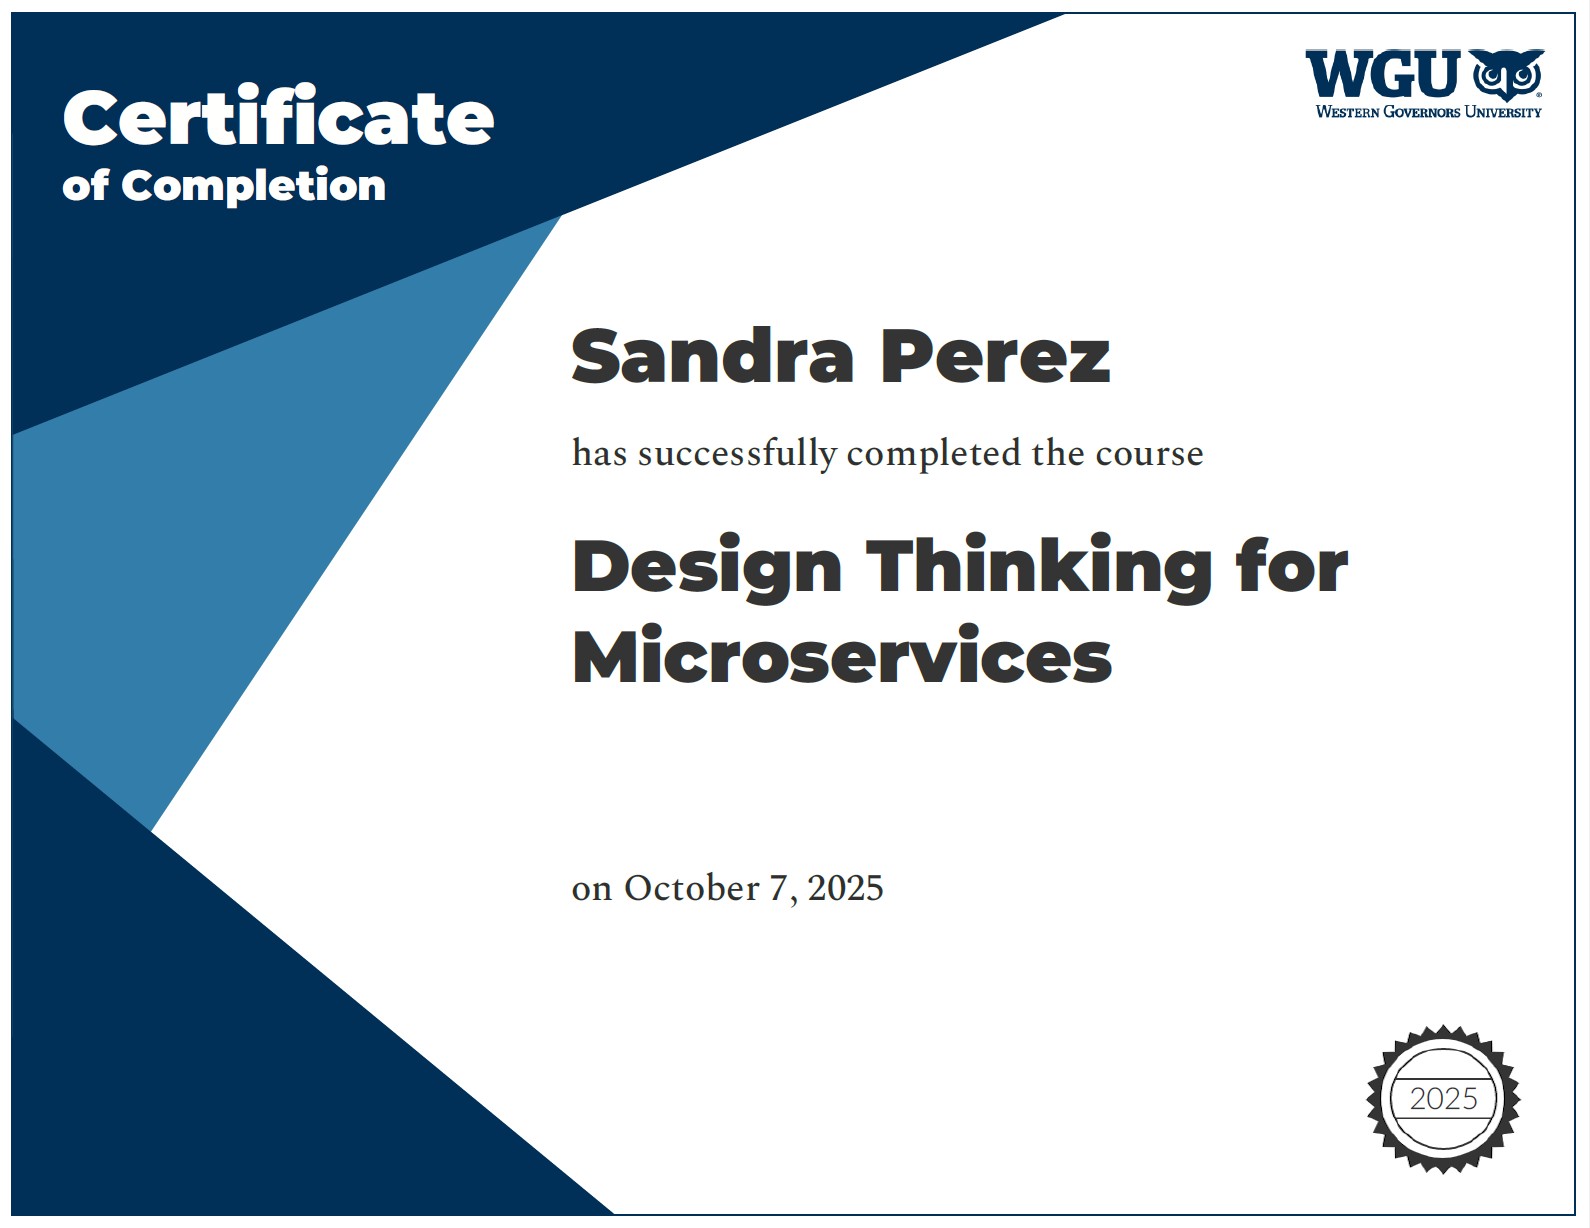 Certificate
of Completion
WGU
WESTERN GOVERNORS UNIVERSITY
Sandra Perez
has successfully completed the course
Design Thinking for
Microservices
on October 7, 2025
2025